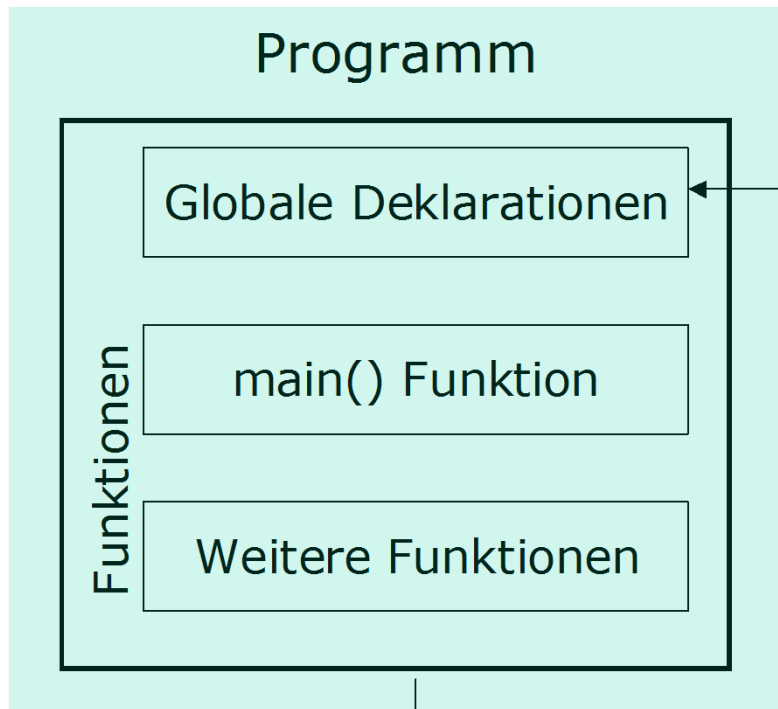 Programm
Globale Deklarationen
Funktionen
main() Funktion
Weitere Funktionen